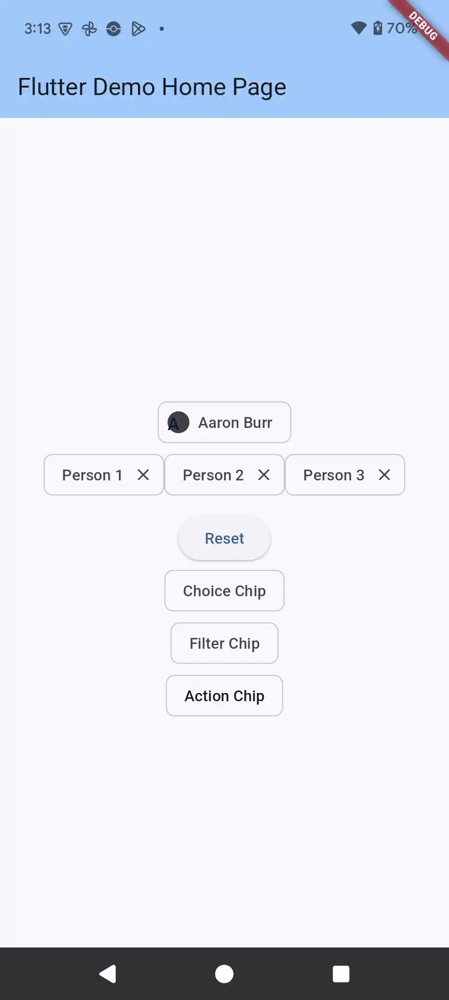 3:13 70%
DEBUG
Flutter Demo Home Page
A Aaron Burr
Person 1 Person 2 Person 3
Reset
Choice Chip
Filter Chip
Action Chip